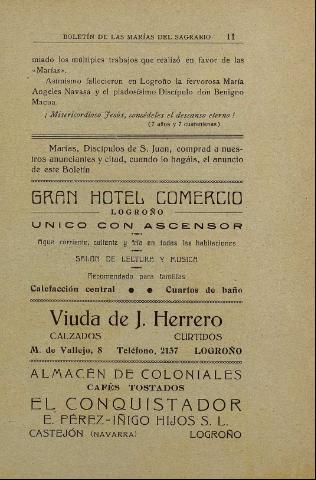 BOLETÍN DE LAS MARÍAS DEL SAGRARIO 11
miado los múltiples trabajos que realizó en favor de las
«Marías».
Asimismo fallecieron en Logroño la fervorosa María
Angeles Navasa y el piadosísimo Discípulo don Benigno
Macua.
¡Misericordioso Jesús, concédeles el descanso eterno!
(7 años y 7 cuarentenas)
Marías, Discípulos de S. Juan, comprad a nues-
tros anunciantes y citad, cuando lo hagáis, el anuncio
de este Boletín
GRAN HOTEL COMERCIO
LOGROÑO
UNICO CON ASCENSOR
Agua corriente, caliente y fría en todas las habitaciones
SALÓN DE LECTURA Y MUSICA
Recomendado para familias
Calefacción central ● ● Cuartos de baño
Viuda de J. Herrero
CALZADOS CURTIDOS
M. de Vallejo, 8 Teléfono, 2157 LOGROÑO
ALMACÉN DE COLONIALES
CAFÉS TOSTADOS
EL CONQUISTADOR
E. PÉREZ-IÑIGO HIJOS S. L.
CASTEJÓN (NAVARRA) LOGROÑO